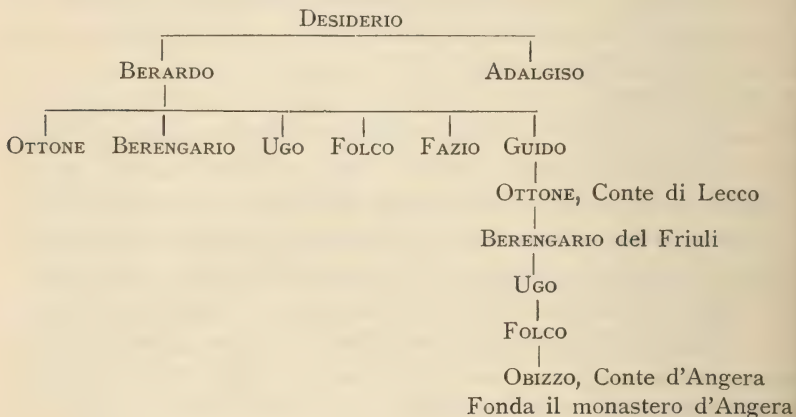 DESIDERIO
BERARDO ADALGISO
OTTONE BERENGARIO UGO FOLCO FAZIO GUIDO
OTTONE, Conte di Lecco
BERENGARIO del Friuli
UGO
FOLCO
OBIZZO, Conte d'Angera
Fonda il monastero d'Angera